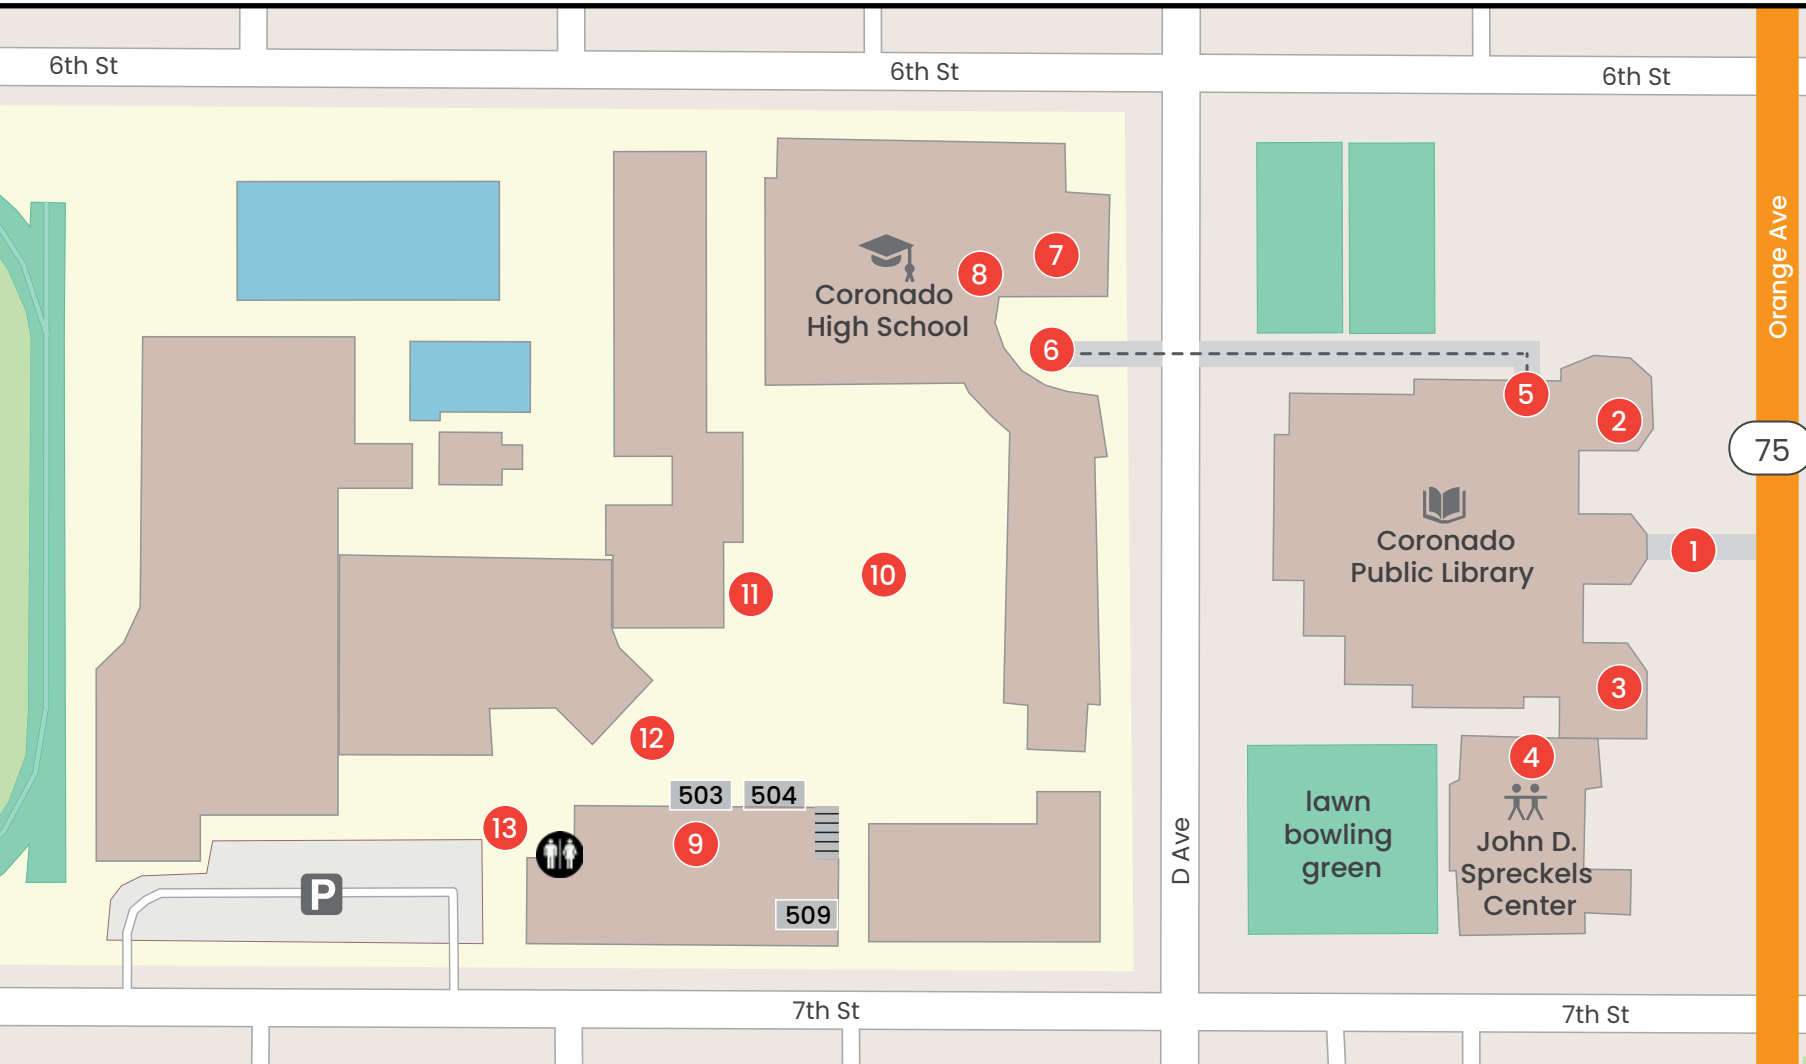 6th St
6th St
6th St
Orange Ave
Coronado
High School
8
7
6
5
2
75
Coronado
Public Library
1
10
11
3
12
4
503
504
13
9
lawn
bowling
green
John D.
Spreckels
Center
D Ave
P
509
7th St
7th St